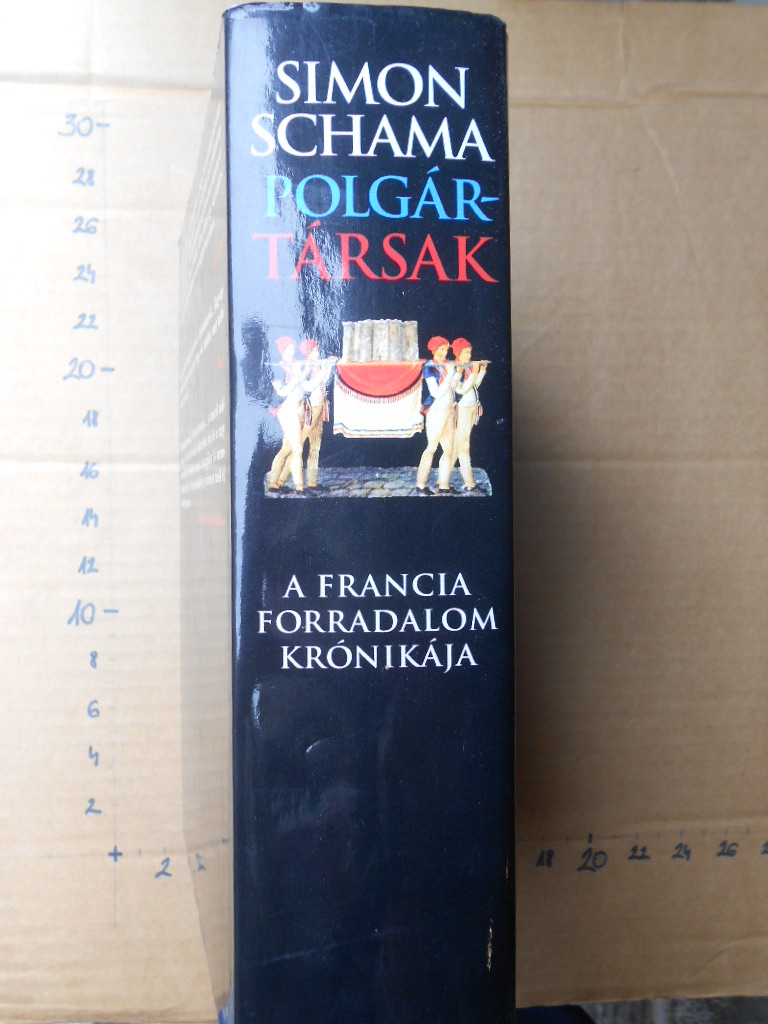 SIMON
SCHAMA
POLGÁR-
TÁRSAK
A FRANCIA
FORRADALOM
KRÓNIKÁJA
30
28
26
24
22
20
18
16
14
12
10
8
6
4
2
+ 2
18 20 22 24 26